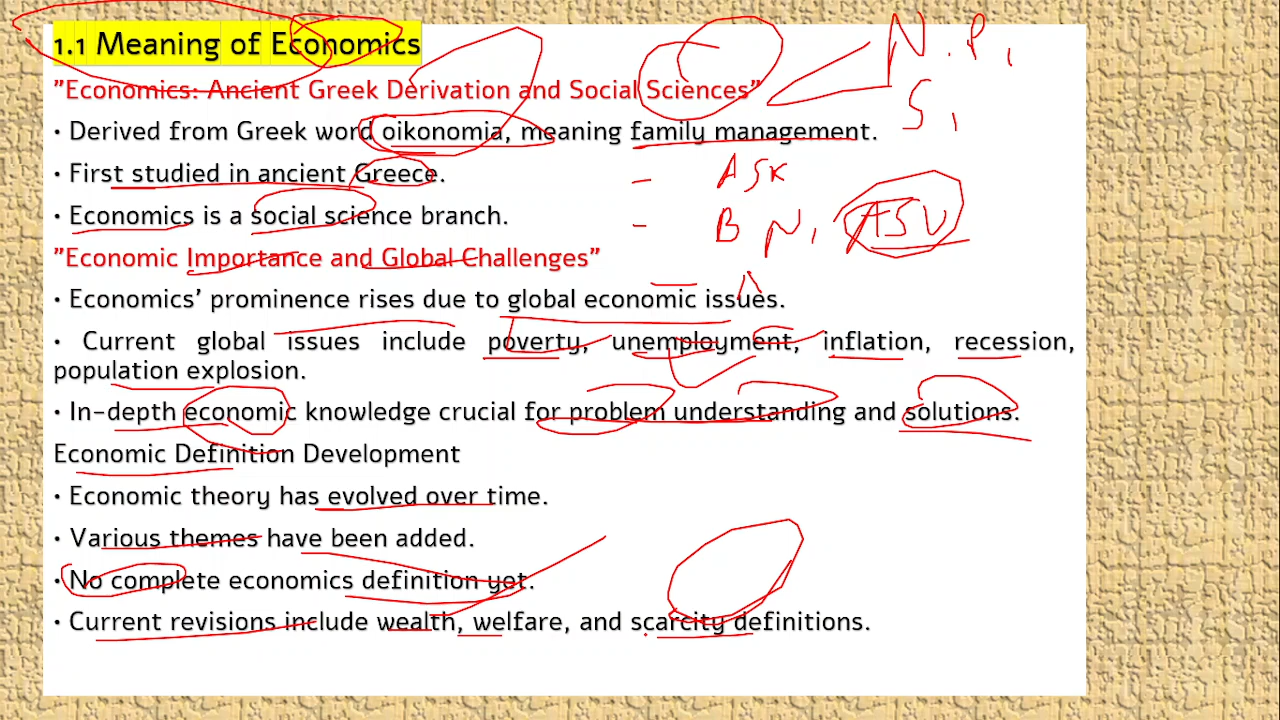 1.1 Meaning of Economics
"Economics: Ancient Greek Derivation and Social Sciences"
• Derived from Greek word oikonomia, meaning family management.
• First studied in ancient Greece.
• Economics is a social science branch.
"Economic Importance and Global Challenges"
• Economics' prominence rises due to global economic issues.
• Current global issues include poverty, unemployment, inflation, recession,
population explosion.
• In-depth economic knowledge crucial for problem understanding and solutions.
Economic Definition Development
• Economic theory has evolved over time.
• Various themes have been added.
• No complete economics definition yet.
• Current revisions include wealth, welfare, and scarcity definitions.
N.P,
S,
- ASK
- B N,